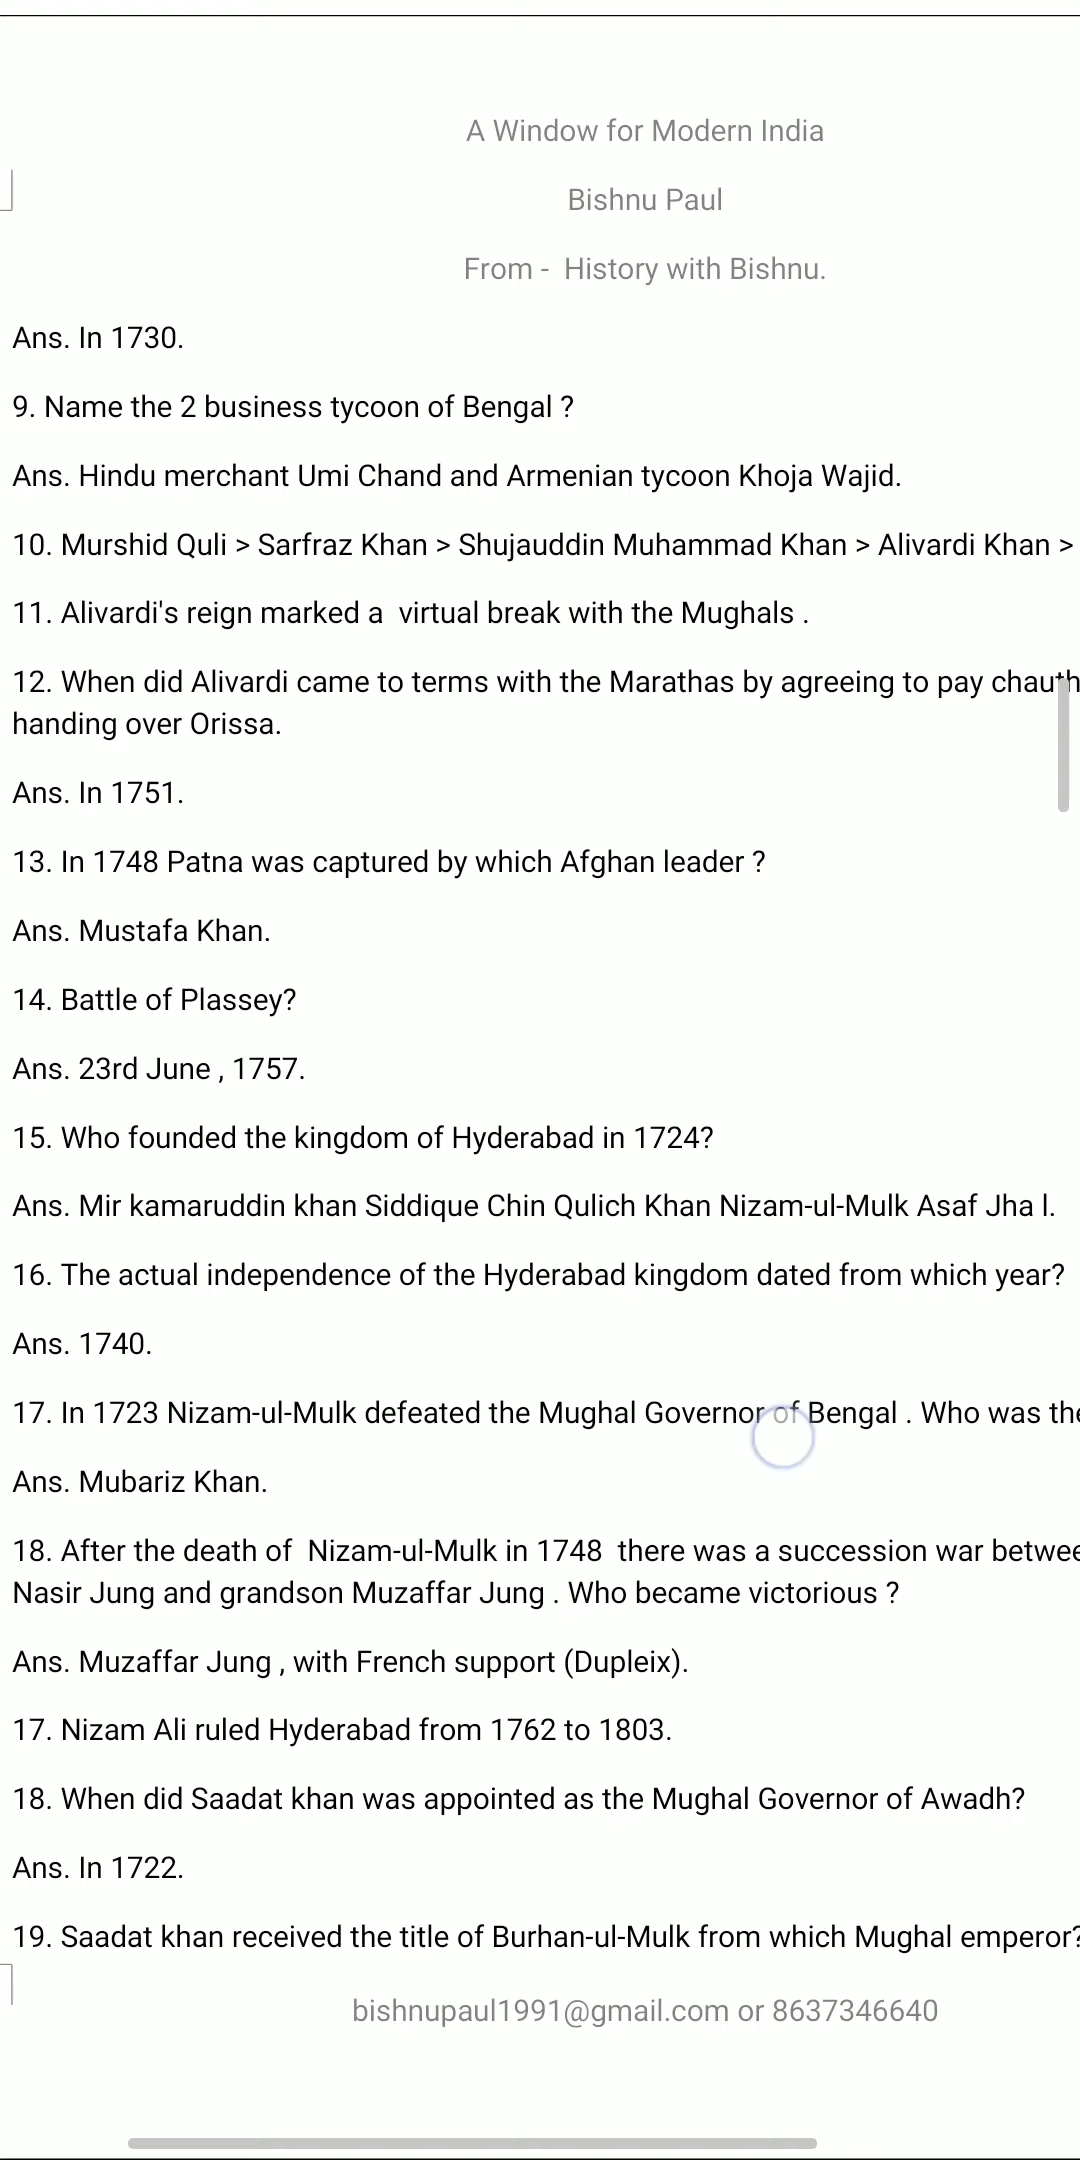 A Window for Modern India
Bishnu Paul
From - History with Bishnu.
Ans. In 1730.
9. Name the 2 business tycoon of Bengal ?
Ans. Hindu merchant Umi Chand and Armenian tycoon Khoja Wajid.
10. Murshid Quli > Sarfraz Khan > Shujauddin Muhammad Khan > Alivardi Khan >
11. Alivardi's reign marked a  virtual break with the Mughals .
12. When did Alivardi came to terms with the Marathas by agreeing to pay chauth
handing over Orissa.
Ans. In 1751.
13. In 1748 Patna was captured by which Afghan leader ?
Ans. Mustafa Khan.
14. Battle of Plassey?
Ans. 23rd June , 1757.
15. Who founded the kingdom of Hyderabad in 1724?
Ans. Mir kamaruddin khan Siddique Chin Qulich Khan Nizam-ul-Mulk Asaf Jha l.
16. The actual independence of the Hyderabad kingdom dated from which year?
Ans. 1740.
17. In 1723 Nizam-ul-Mulk defeated the Mughal Governor of Bengal . Who was
Ans. Mubariz Khan.
18. After the death of  Nizam-ul-Mulk in 1748  there was a succession war
Nasir Jung and grandson Muzaffar Jung . Who became victorious ?
Ans. Muzaffar Jung , with French support (Dupleix).
17. Nizam Ali ruled Hyderabad from 1762 to 1803.
18. When did Saadat khan was appointed as the Mughal Governor of Awadh?
Ans. In 1722.
19. Saadat khan received the title of Burhan-ul-Mulk from which Mughal emperor?
bishnupaul1991@gmail.com or 8637346640